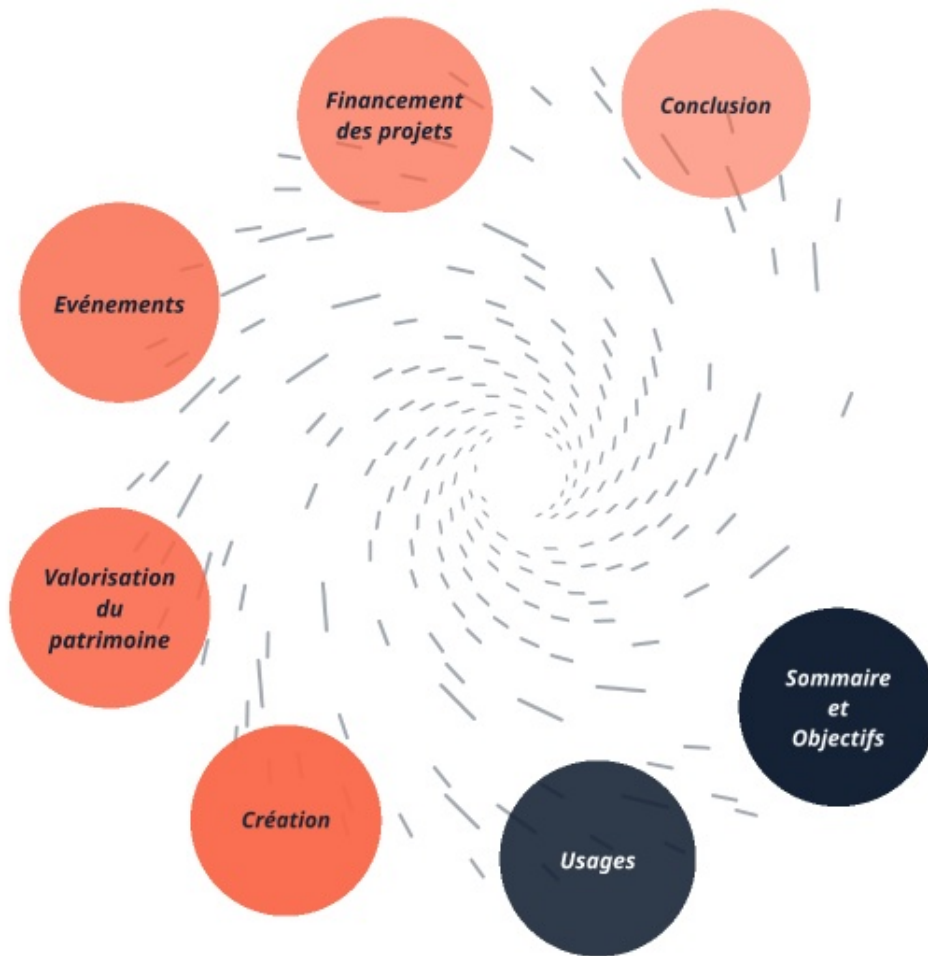 Financement
des projets
Conclusion
Evénements
Valorisation
du
patrimoine
Sommaire
et
Objectifs
Création
Usages